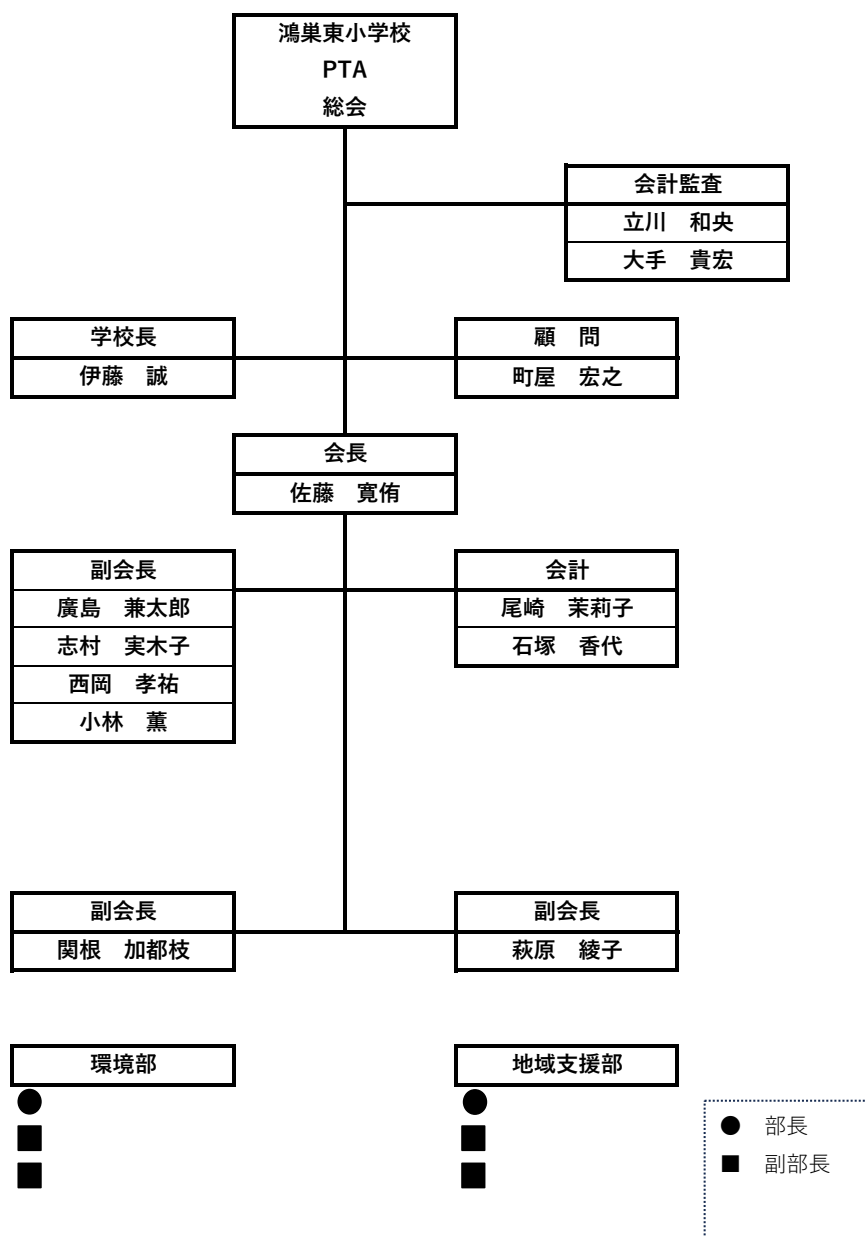 鴻巣東小学校
PTA
総会
会計監査
立川　和央
大手　貴宏
学校長
伊藤　誠
顧　問
町屋　宏之
会長
佐藤　寛侑
副会長
廣島　兼太郎
志村　実木子
西岡　孝祐
小林　薫
会計
尾崎　茉莉子
石塚　香代
副会長
関根　加都枝
副会長
萩原　綾子
環境部
●
■
■
地域支援部
●
■
■
●　部長
■　副部長